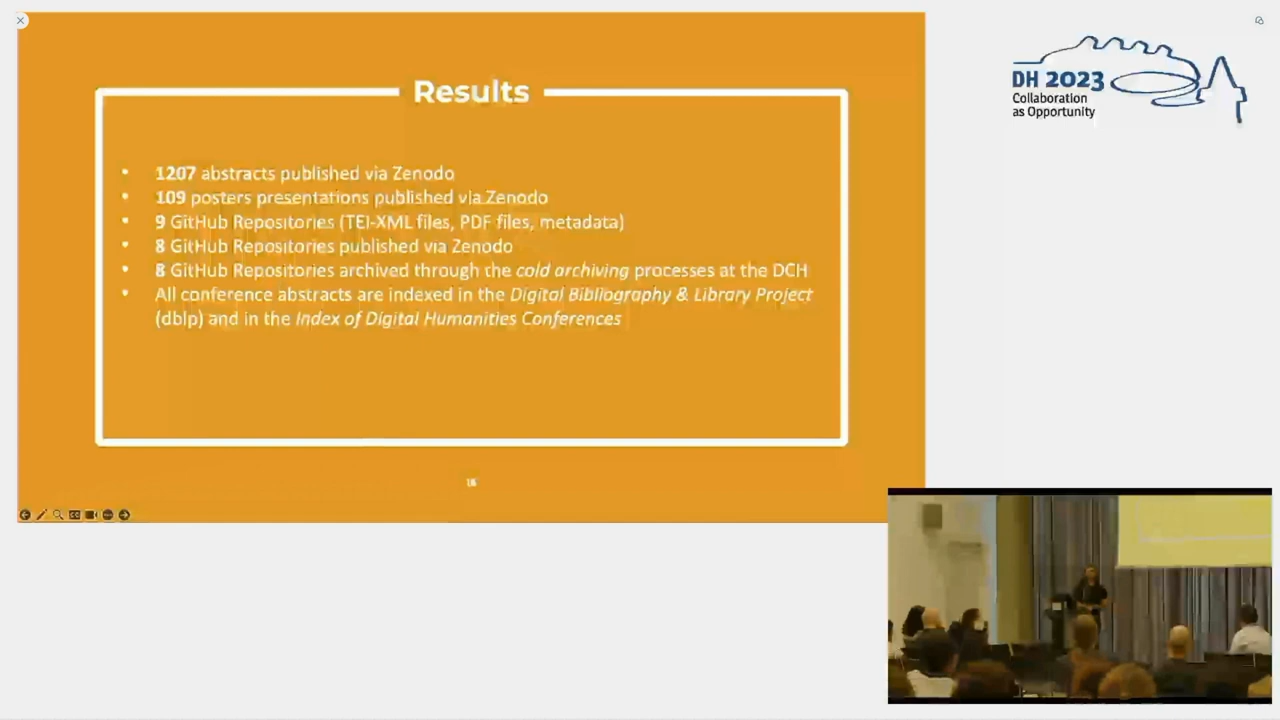 Results
• 1207 abstracts published via Zenodo
• 109 posters presentations published via Zenodo
• 9 GitHub Repositories (TEI-XML files, PDF files, metadata)
• 8 GitHub Repositories published via Zenodo
• 8 GitHub Repositories archived through the cold archiving processes at the DCH
• All conference abstracts are indexed in the Digital Bibliography & Library Project
(dblp) and in the Index of Digital Humanities Conferences
DH 2023
Collaboration
as Opportunity